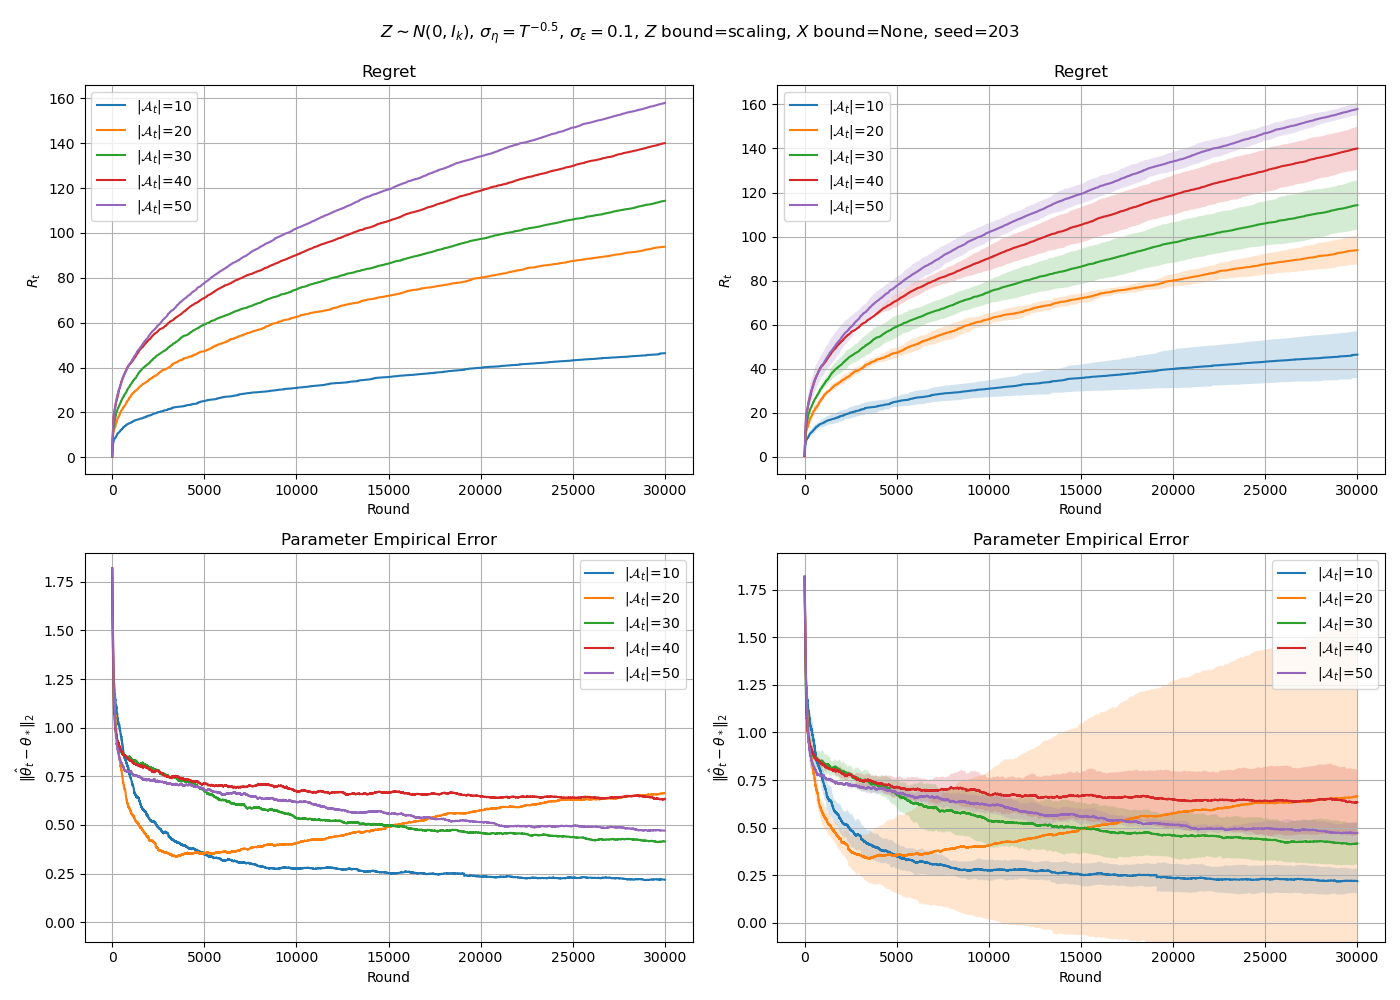 Z ∼ N(0, I_k), σ_η = T^{−0.5}, σ_ε = 0.1, Z bound=scaling, X bound=None, seed=203
Regret
R_t
160
140
120
100
80
60
40
20
0
|𝒜_t|=10
|𝒜_t|=20
|𝒜_t|=30
|𝒜_t|=40
|𝒜_t|=50
0 5000 10000 15000 20000 25000 30000
Round
Regret
R_t
160
140
120
100
80
60
40
20
0
|𝒜_t|=10
|𝒜_t|=20
|𝒜_t|=30
|𝒜_t|=40
|𝒜_t|=50
0 5000 10000 15000 20000 25000 30000
Round
Parameter Empirical Error
‖θ̂_t − θ_*‖_2
1.75
1.50
1.25
1.00
0.75
0.50
0.25
0.00
|𝒜_t|=10
|𝒜_t|=20
|𝒜_t|=30
|𝒜_t|=40
|𝒜_t|=50
0 5000 10000 15000 20000 25000 30000
Round
Parameter Empirical Error
‖θ̂_t − θ_*‖_2
1.75
1.50
1.25
1.00
0.75
0.50
0.25
0.00
|𝒜_t|=10
|𝒜_t|=20
|𝒜_t|=30
|𝒜_t|=40
|𝒜_t|=50
0 5000 10000 15000 20000 25000 30000
Round